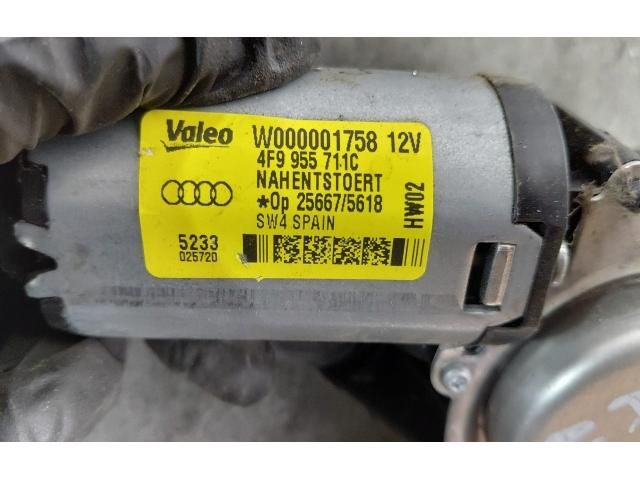 Valeo W000001758 12V
4F9 955 711C
NAHENTSTOERT
*Op 25667/5618
SW4 SPAIN
5233
025720
HW02